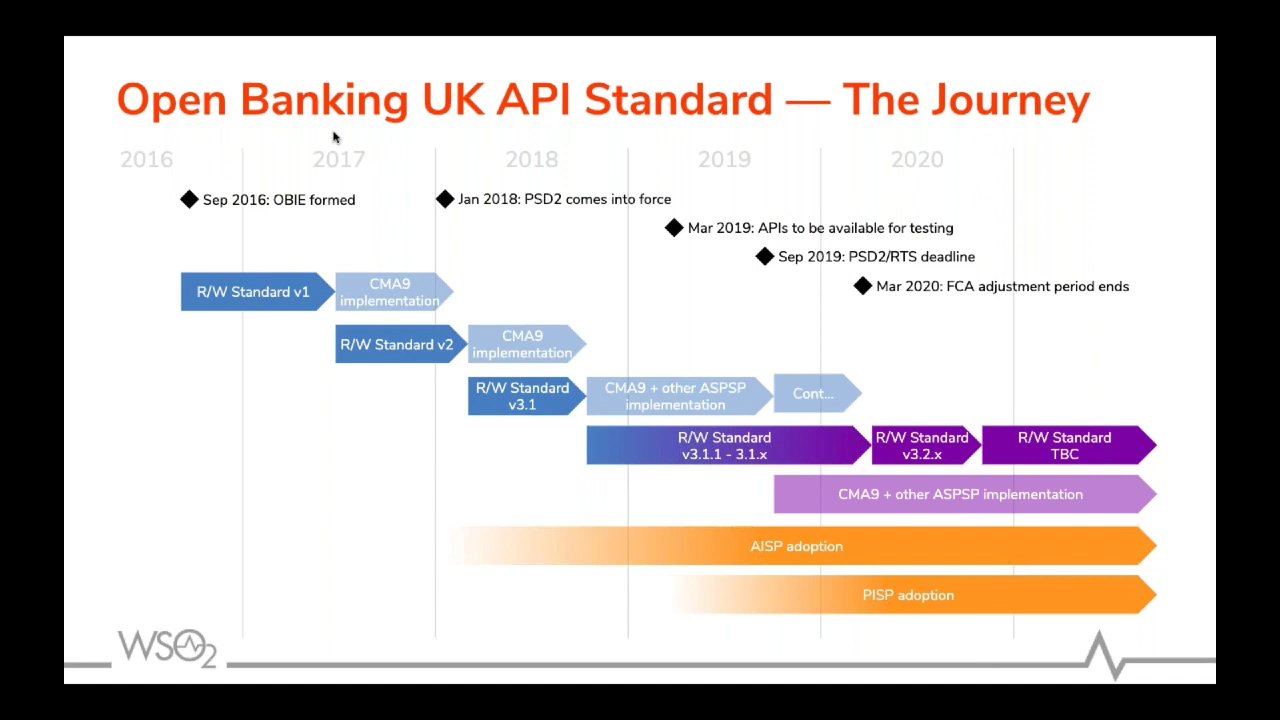 Open Banking UK API Standard — The Journey
2016
2017
2018
2019
2020
Sep 2016: OBIE formed
Jan 2018: PSD2 comes into force
Mar 2019: APIs to be available for testing
Sep 2019: PSD2/RTS deadline
Mar 2020: FCA adjustment period ends
R/W Standard v1
CMA9
implementation
R/W Standard v2
CMA9
implementation
R/W Standard
v3.1
CMA9 + other ASPSP
implementation
Cont...
R/W Standard
v3.1.1 - 3.1.x
R/W Standard
v3.2.x
R/W Standard
TBC
CMA9 + other ASPSP implementation
AISP adoption
PISP adoption
WSO2